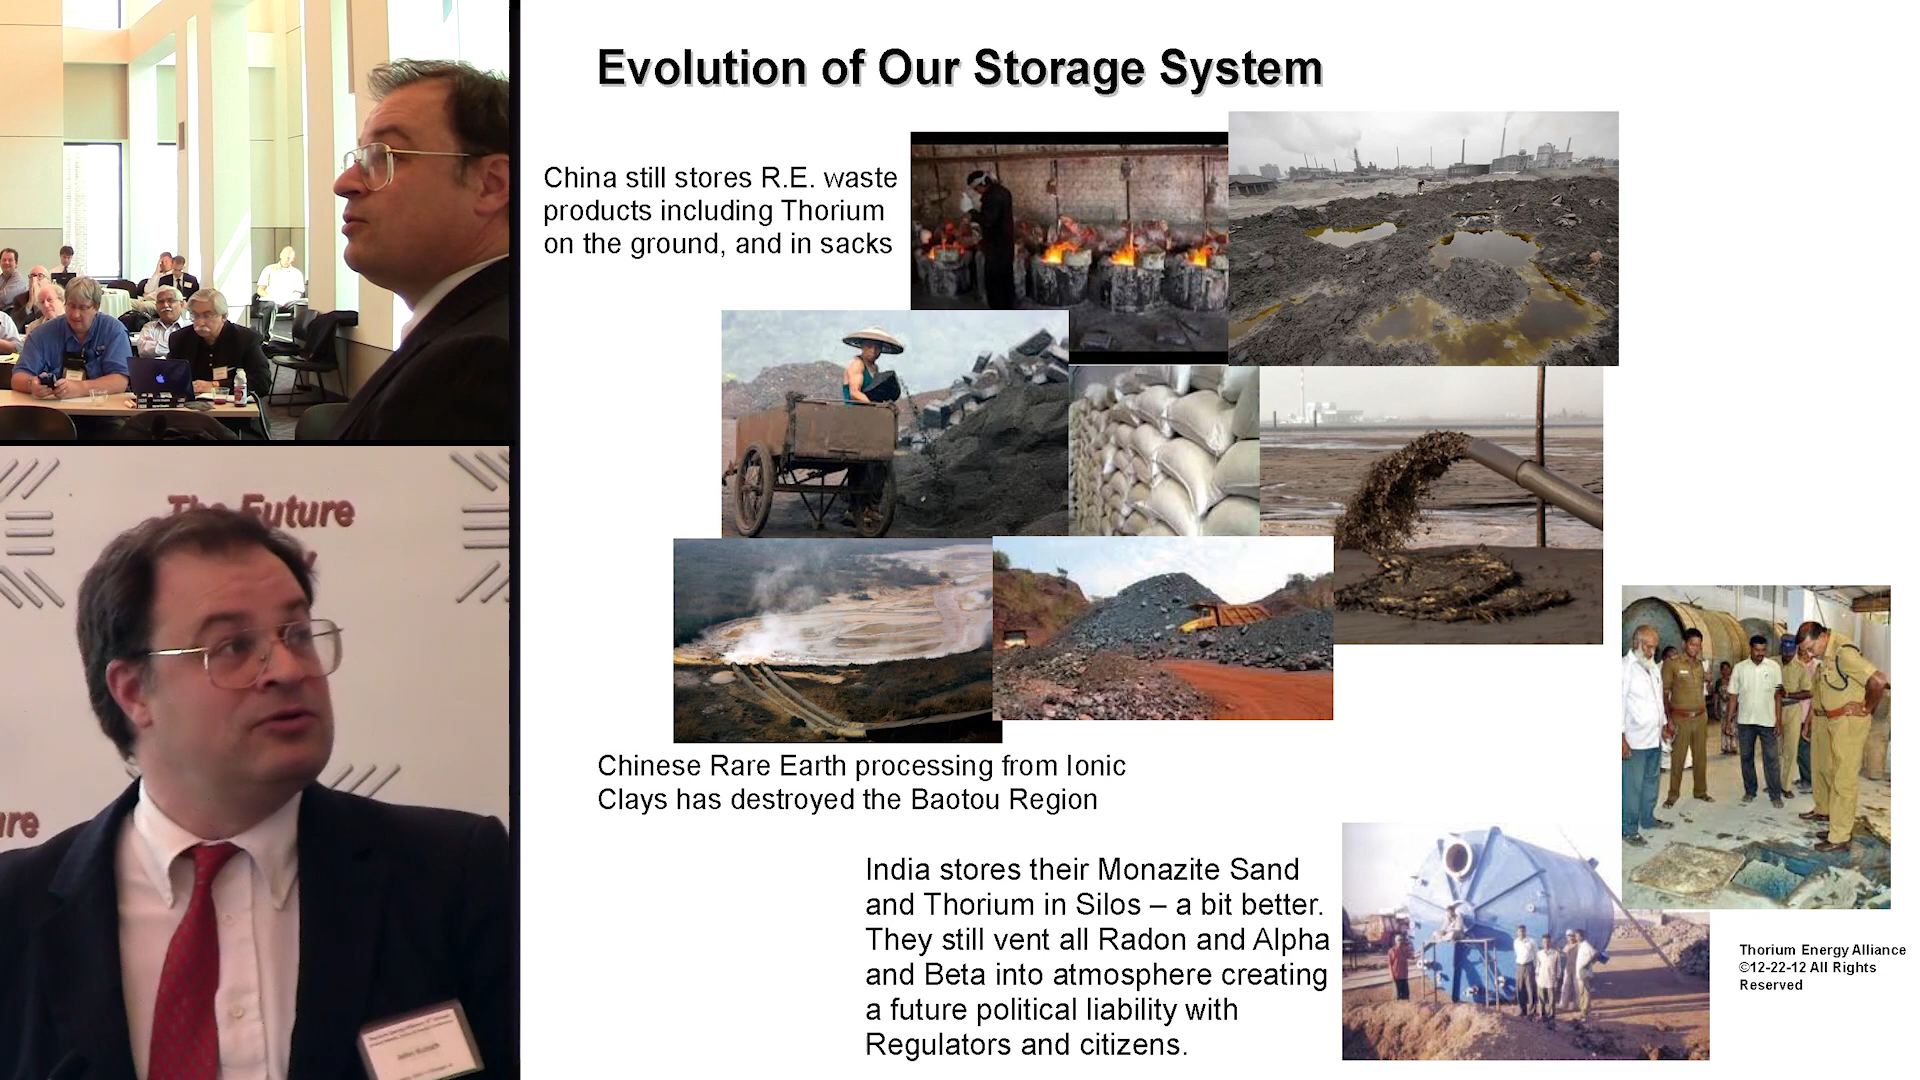 Evolution of Our Storage System
China still stores R.E. waste
products including Thorium
on the ground, and in sacks
The Future
Chinese Rare Earth processing from Ionic
Clays has destroyed the Baotou Region
India stores their Monazite Sand
and Thorium in Silos – a bit better.
They still vent all Radon and Alpha
and Beta into atmosphere creating
a future political liability with
Regulators and citizens.
Thorium Energy Alliance
©12-22-12 All Rights
Reserved